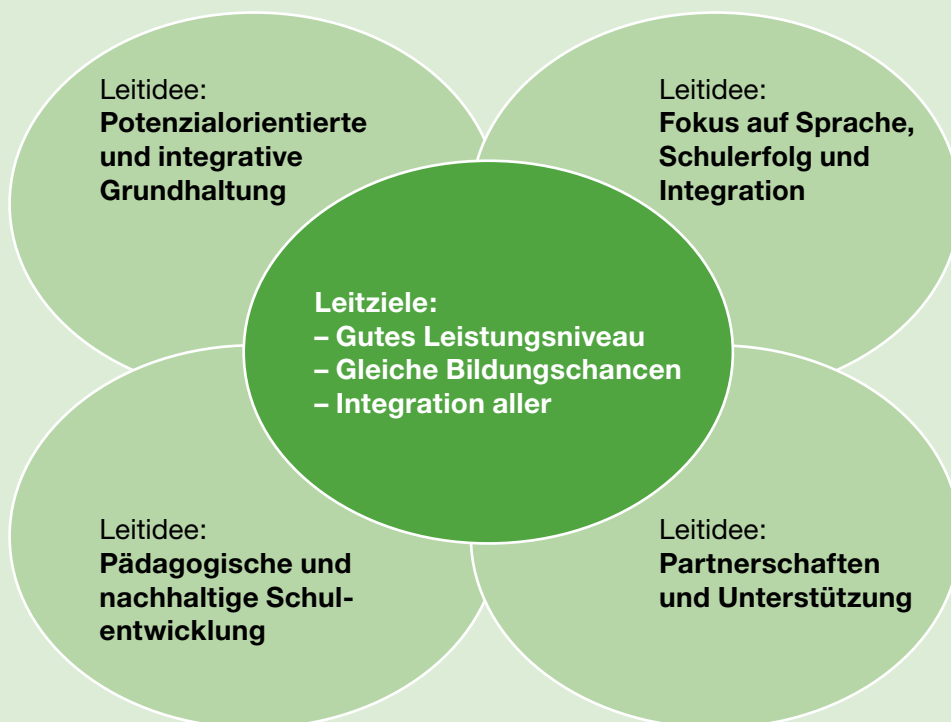 Leitidee:
Potenzialorientierte
und integrative
Grundhaltung
Leitidee:
Fokus auf Sprache,
Schulerfolg und
Integration
Leitziele:
– Gutes Leistungsniveau
– Gleiche Bildungschancen
– Integration aller
Leitidee:
Pädagogische und
nachhaltige Schul-
entwicklung
Leitidee:
Partnerschaften
und Unterstützung